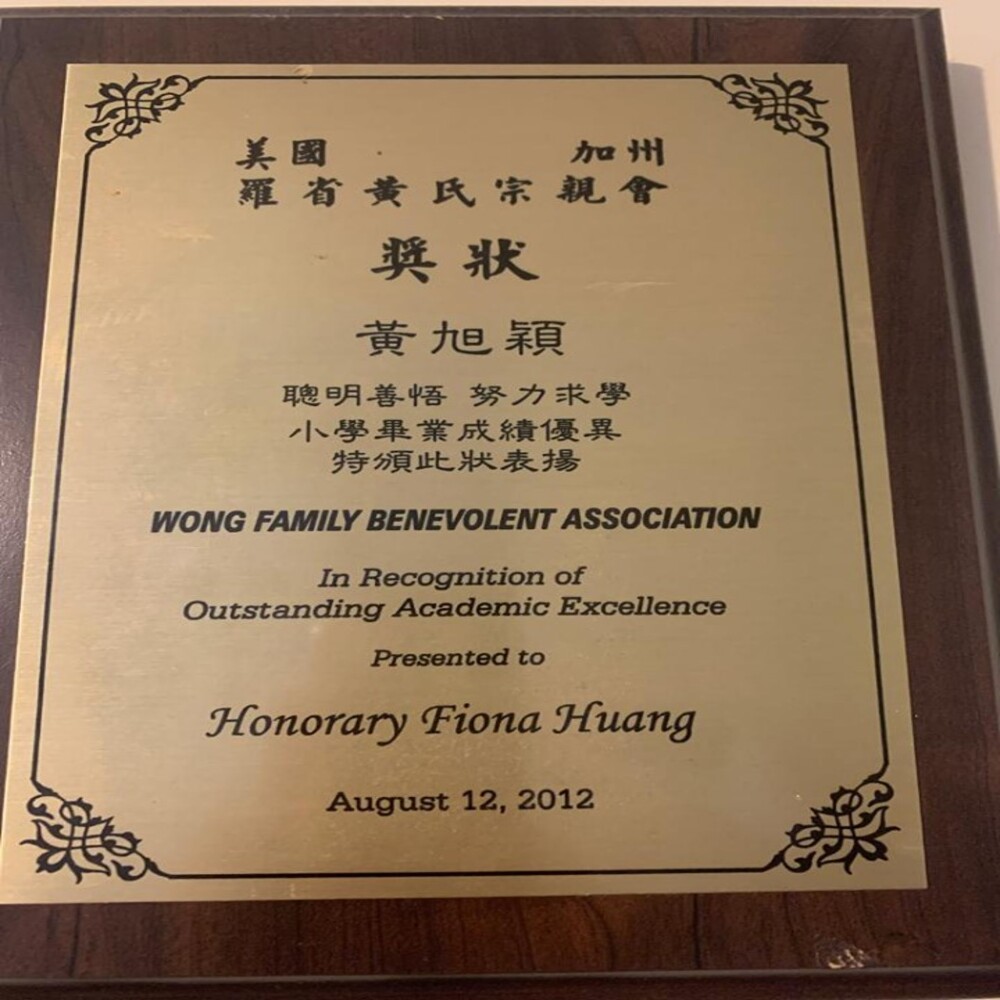 美國 加州
羅省黃氏宗親會
獎狀
黃旭穎
聰明善悟 努力求學
小學畢業成績優異
特頒此狀表揚
WONG FAMILY BENEVOLENT ASSOCIATION
In Recognition of
Outstanding Academic Excellence
Presented to
Honorary Fiona Huang
August 12, 2012